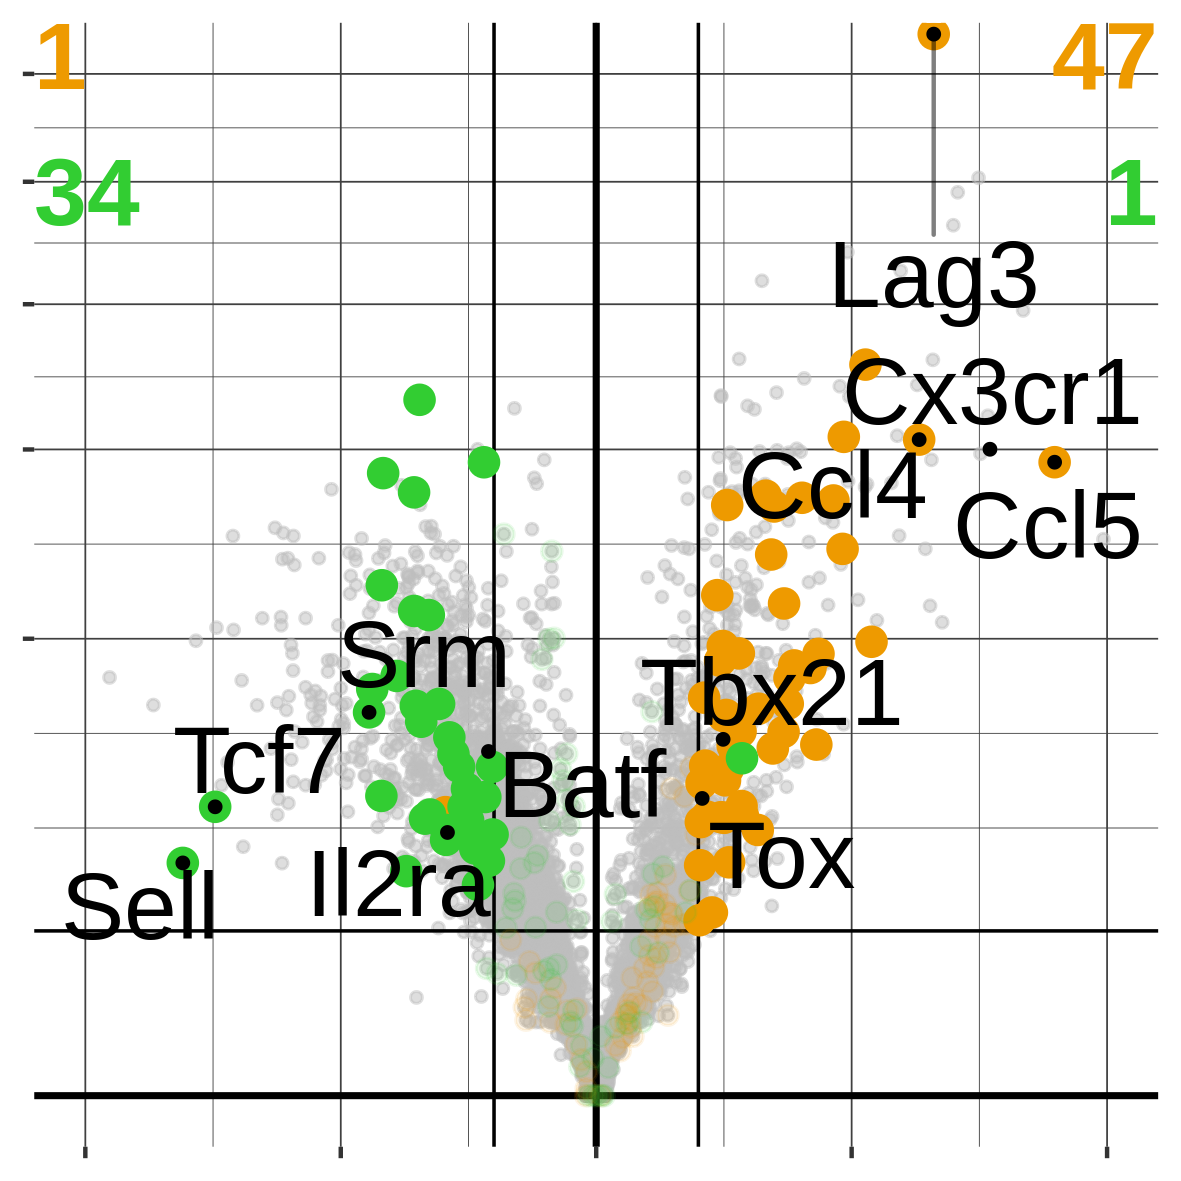 1 47
34 1
Lag3
Cx3cr1
Ccl4
Ccl5
Srm
Tbx21
Tcf7
Batf
Tox
Il2ra
Sell